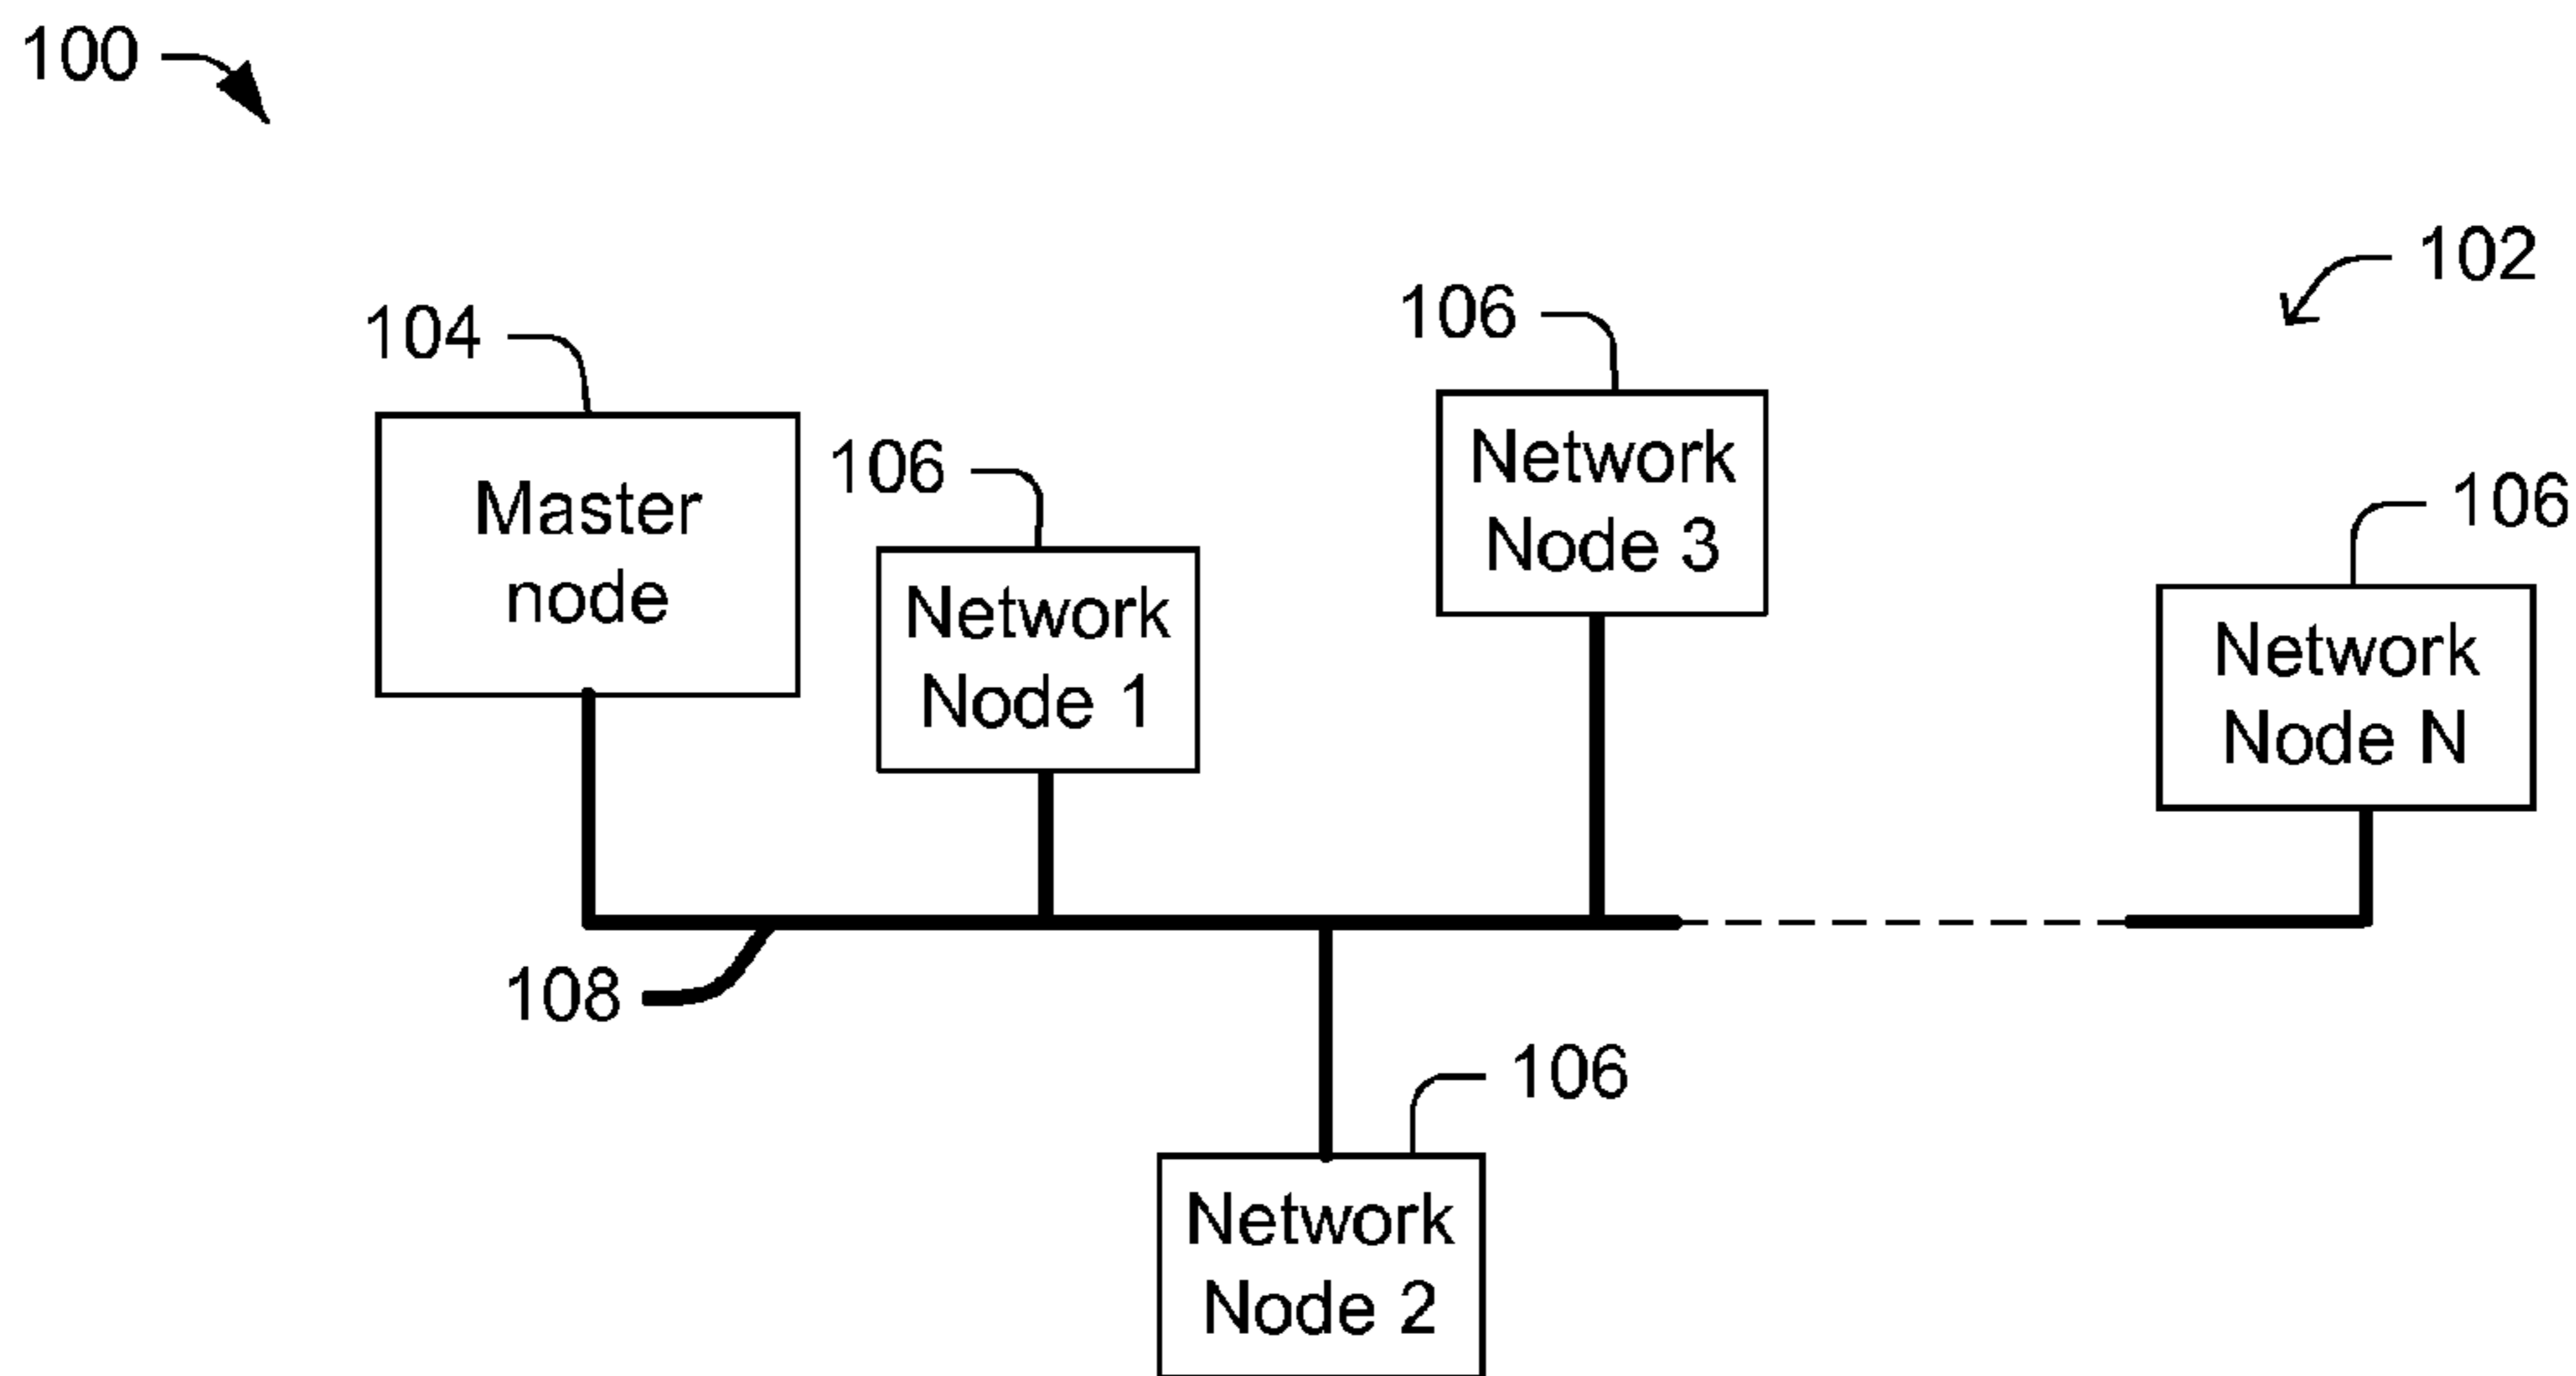 100
102
104
106
106
106
Master
node
Network
Node 1
Network
Node 3
Network
Node N
108
106
Network
Node 2